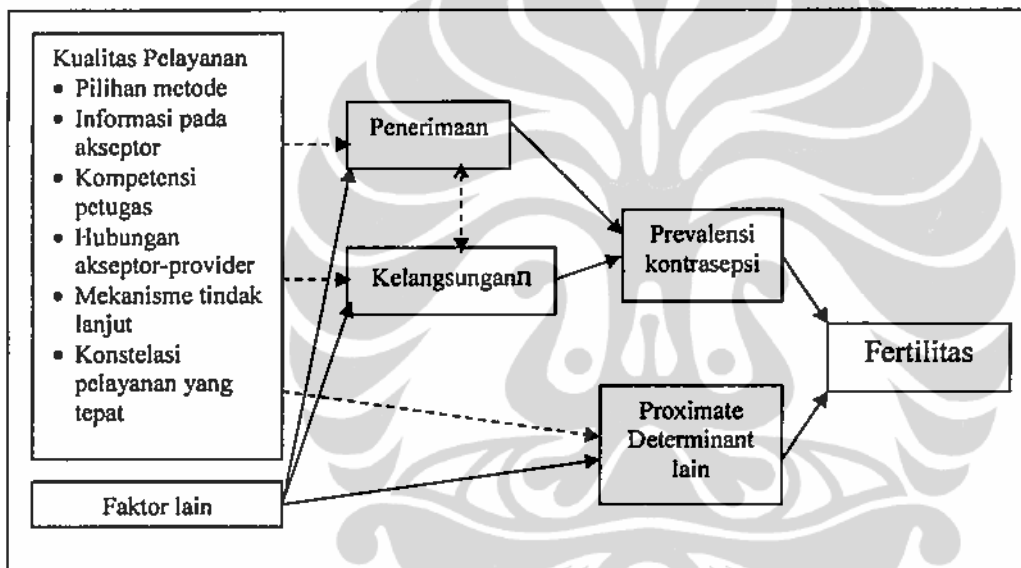 Kualitas Pelayanan
• Pilihan metode
• Informasi pada
akseptor
• Kompetensi
petugas
• Hubungan
akseptor-provider
• Mekanisme tindak
lanjut
• Konstelasi
pelayanan yang
tepat
Faktor lain
Penerimaan
Kelangsungann
Prevalensi
kontrasepsi
Proximate
Determinant
lain
Fertilitas